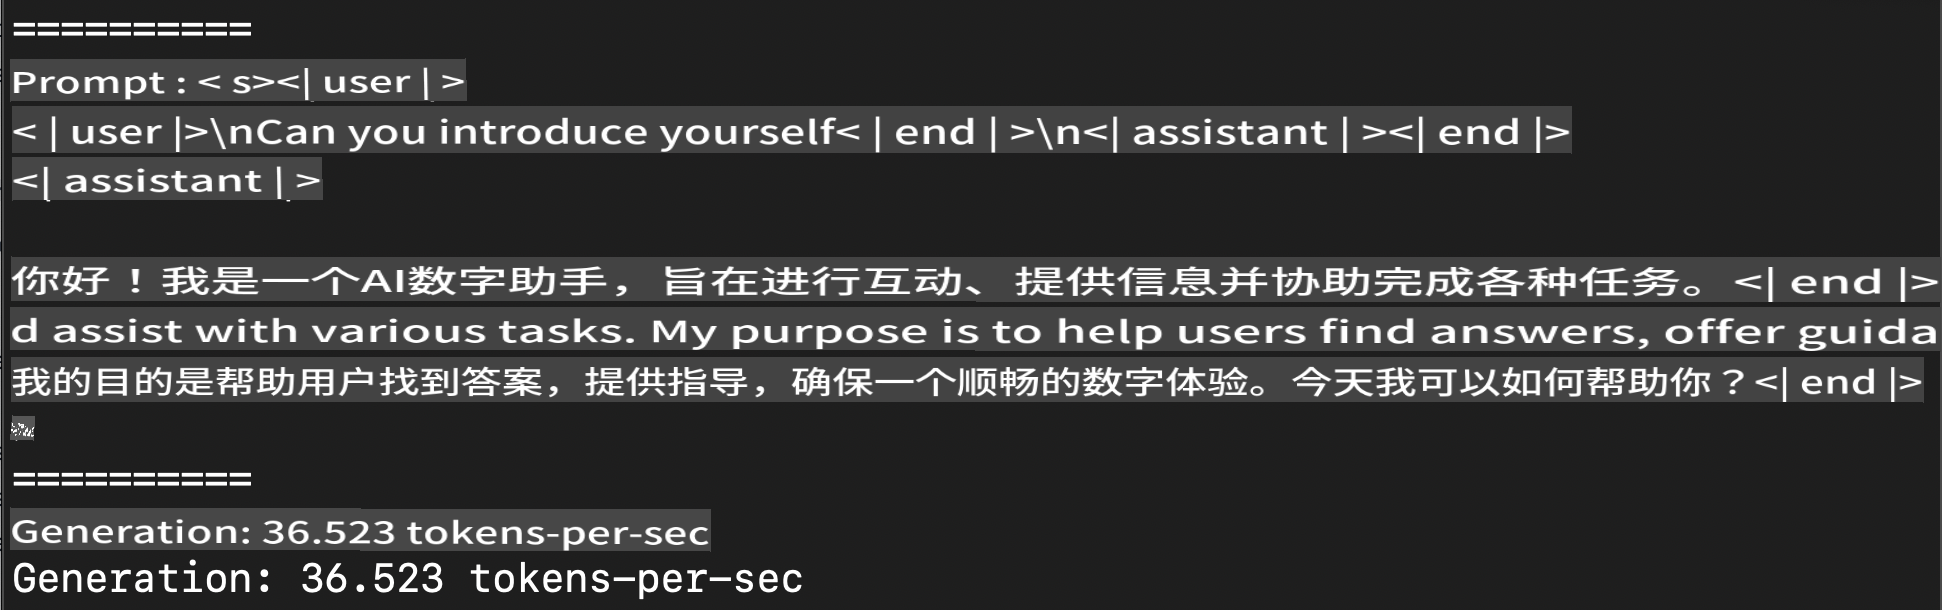 ==========
Prompt : < s><| user | >
< | user |>\nCan you introduce yourself< | end | >\n<| assistant | ><| end |>
<| assistant | >
你好！我是一个AI数字助手，旨在进行互动、提供信息并协助完成各种任务。<| end |>
d assist with various tasks. My purpose is to help users find answers, offer guida
我的目的是帮助用户找到答案，提供指导，确保一个顺畅的数字体验。今天我可以如何帮助你？<| end |>
==========
Generation: 36.523 tokens-per-sec
Generation: 36.523 tokens-per-sec